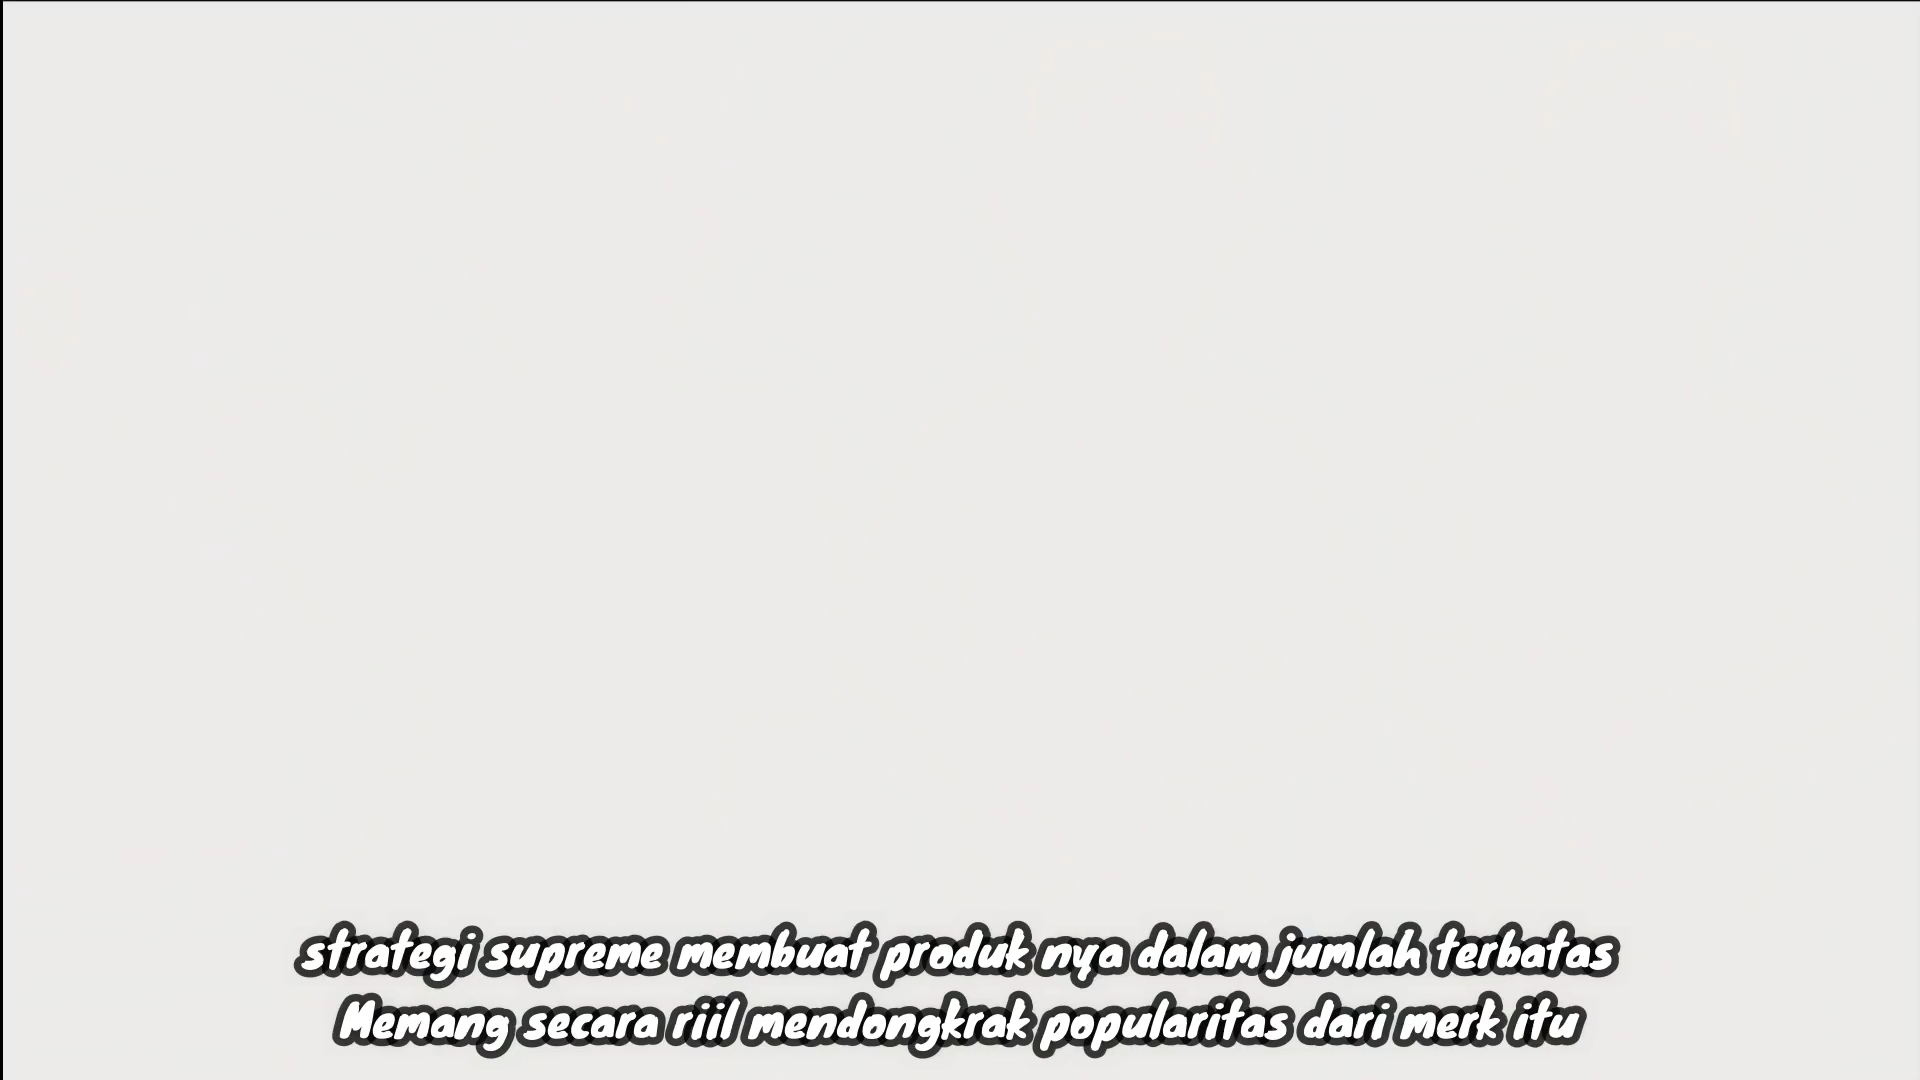 strategi supreme membuat produk nya dalam jumlah terbatas
Memang secara riil mendongkrak popularitas dari merk itu